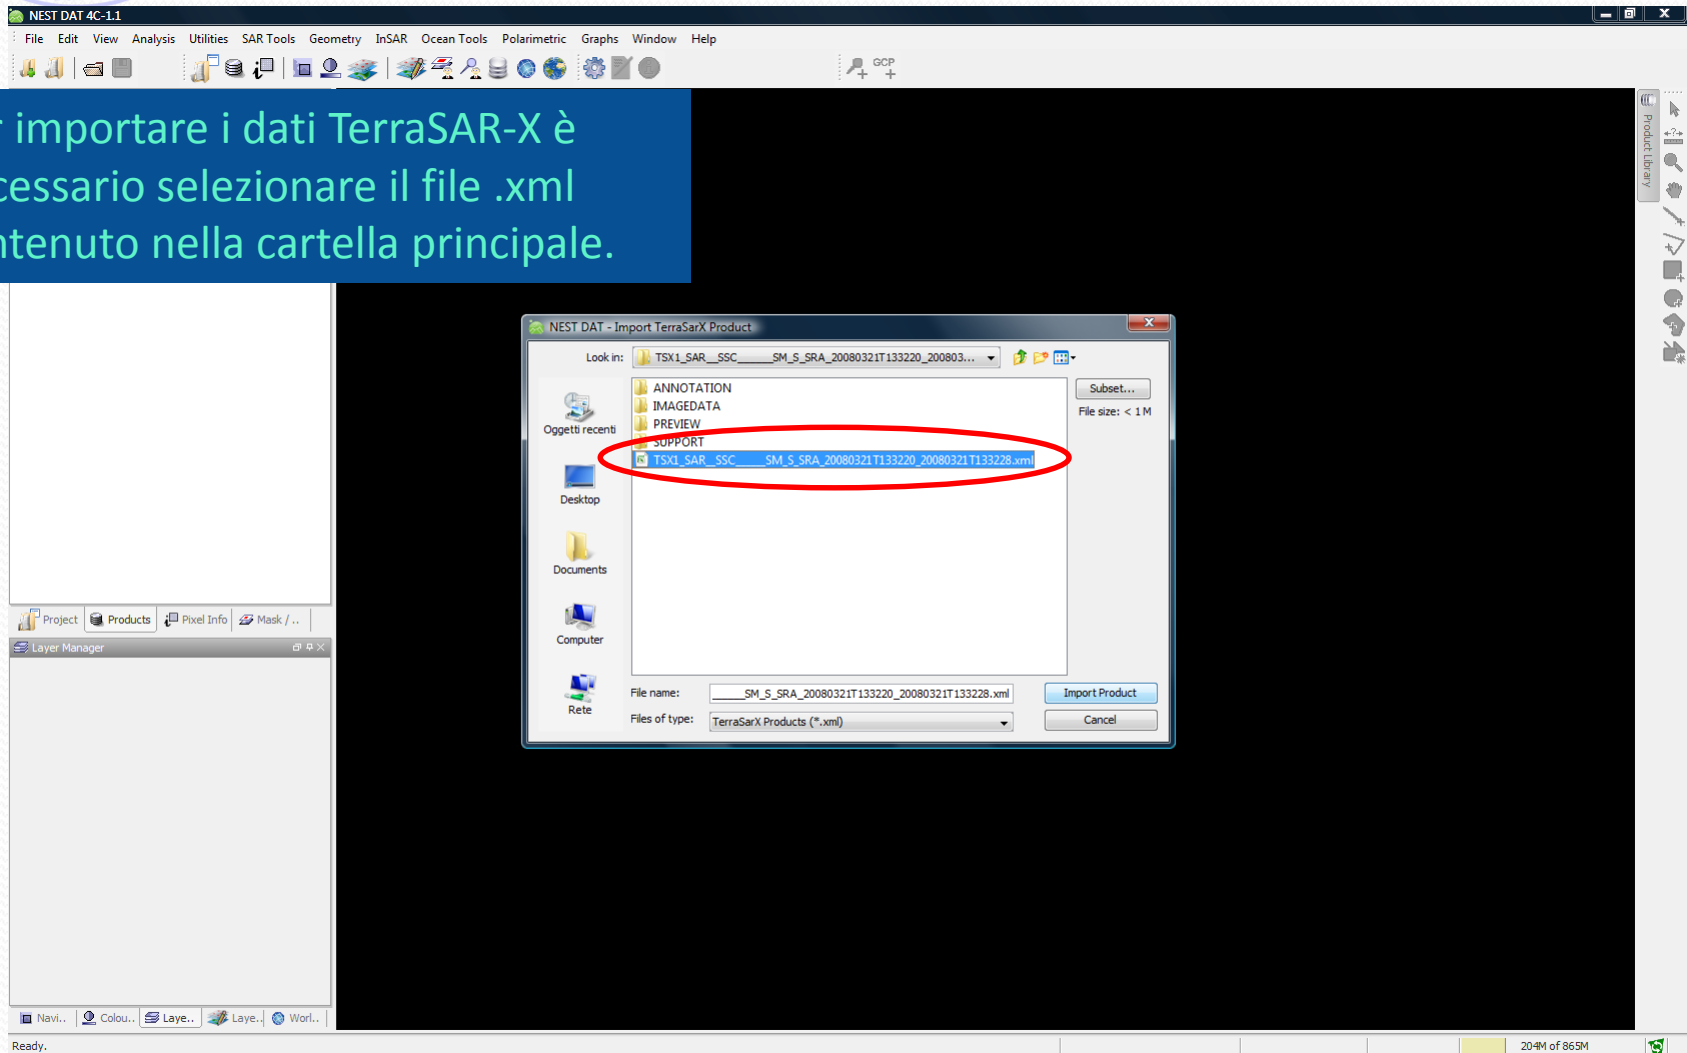 NEST DAT 4C-1.1
File Edit View Analysis Utilities SAR Tools Geometry InSAR Ocean Tools Polarimetric Graphs Window Help
GCP
importare i dati TerraSAR-X è
cessario selezionare il file .xml
ntenuto nella cartella principale.
Product Library
NEST DAT - Import TerraSarX Product
Look in: TSX1_SAR__SSC______SM_S_SRA_20080321T133220_200803...
ANNOTATION
IMAGEDATA
PREVIEW
SUPPORT
TSX1_SAR__SSC______SM_S_SRA_20080321T133220_20080321T133228.xml
Subset...
File size: < 1M
Oggetti recenti
Desktop
Documents
Computer
Rete
File name: ______SM_S_SRA_20080321T133220_20080321T133228.xml
Import Product
Files of type: TerraSarX Products (*.xml)
Cancel
Project Products Pixel Info Mask / ..
Layer Manager
Navi.. Colou.. Laye.. Laye.. Worl..
Ready.
204M of 865M